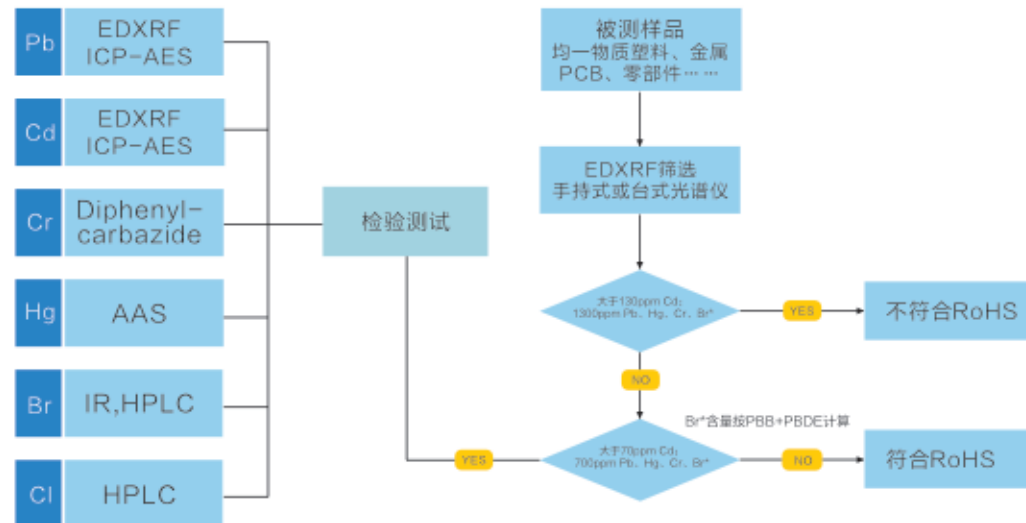 Pb
EDXRF
ICP-AES
Cd
EDXRF
ICP-AES
Cr
Diphenyl-
carbazide
Hg
AAS
Br
IR,HPLC
Cl
HPLC
检验测试
被测样品
均一物质塑料、金属
PCB、零部件……
EDXRF筛选
手持式或台式光谱仪
大于130ppm Cd;
1300ppm Pb、Hg、Cr、Br*
YES
不符合RoHS
NO
Br*含量按PBB+PBDE计算
大于70ppm Cd;
700ppm Pb、Hg、Cr、Br*
YES
NO
符合RoHS